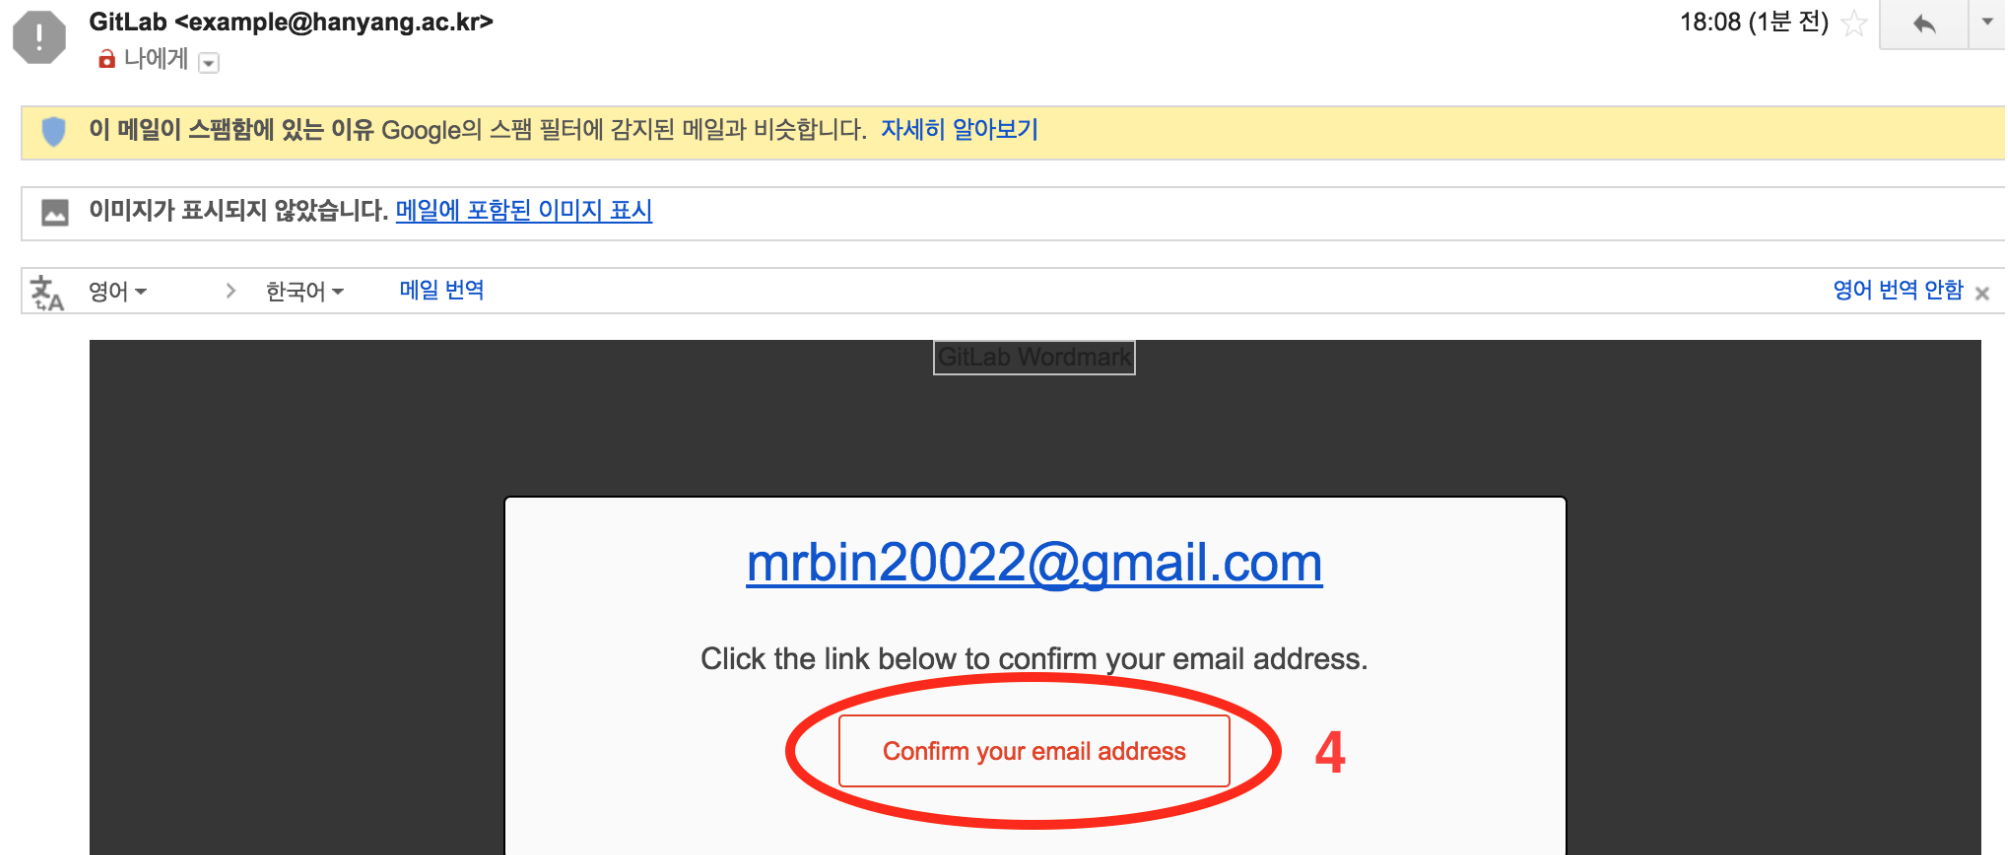 GitLab <example@hanyang.ac.kr>
18:08 (1분 전)
나에게
이 메일이 스팸함에 있는 이유 Google의 스팸 필터에 감지된 메일과 비슷합니다. 자세히 알아보기
이미지가 표시되지 않았습니다. 메일에 포함된 이미지 표시
영어 > 한국어 메일 번역 영어 번역 안함
GitLab Wordmark
mrbin20022@gmail.com
Click the link below to confirm your email address.
Confirm your email address
4